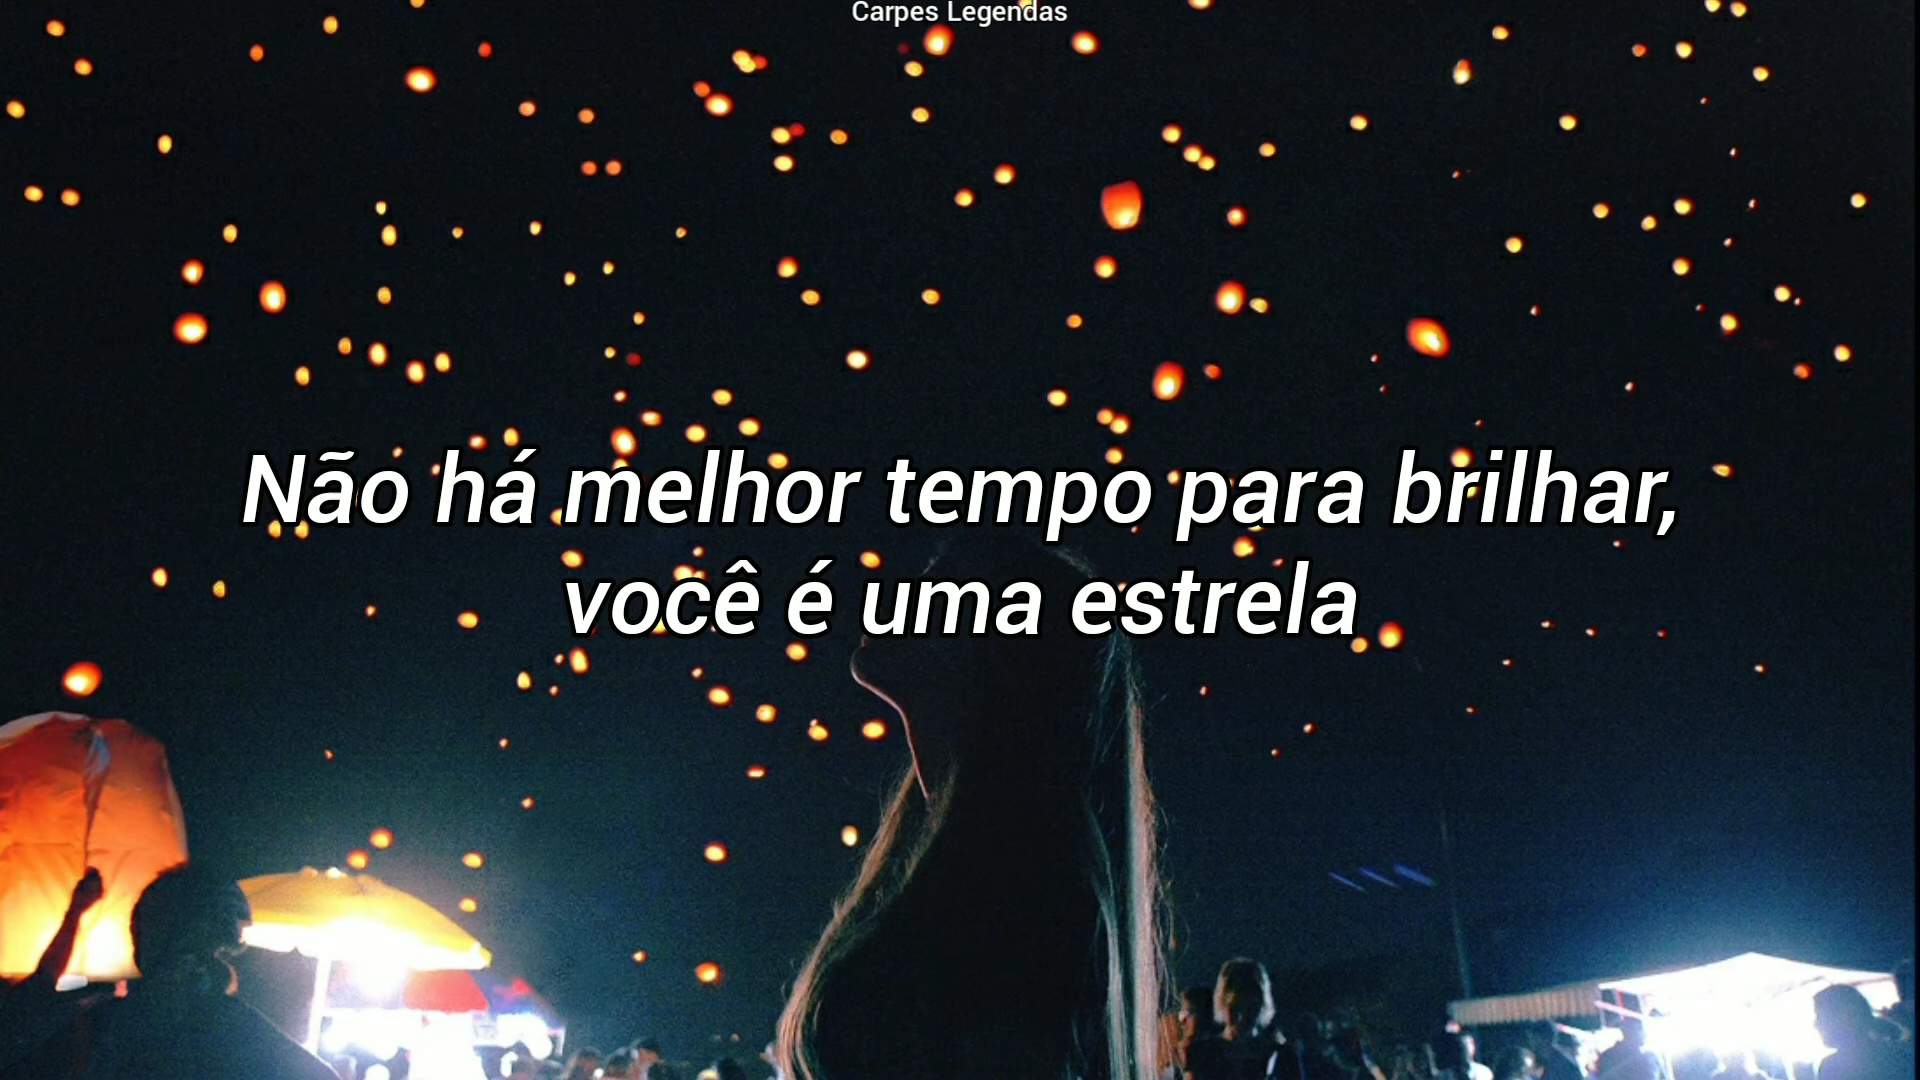 Carpes Legendas
Não há melhor tempo para brilhar,
você é uma estrela